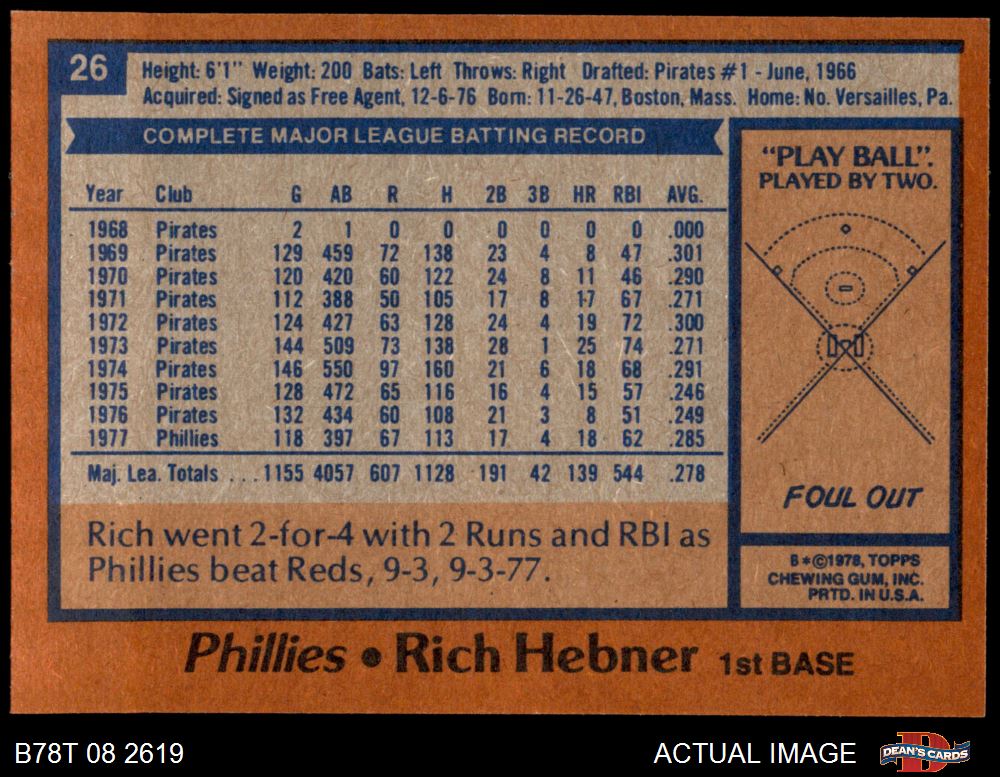 26
Height: 6'1" Weight: 200 Bats: Left Throws: Right Drafted: Pirates #1 - June, 1966
Acquired: Signed as Free Agent, 12-6-76 Born: 11-26-47, Boston, Mass. Home: No. Versailles, Pa.
COMPLETE MAJOR LEAGUE BATTING RECORD
Year Club G AB R H 2B 3B HR RBI AVG.
1968 Pirates 2 1 0 0 0 0 0 0 .000
1969 Pirates 129 459 72 138 23 4 8 47 .301
1970 Pirates 120 420 60 122 24 8 11 46 .290
1971 Pirates 112 388 50 105 17 8 17 67 .271
1972 Pirates 124 427 63 128 24 4 19 72 .300
1973 Pirates 144 509 73 138 28 1 25 74 .271
1974 Pirates 146 550 97 160 21 6 18 68 .291
1975 Pirates 128 472 65 116 16 4 15 57 .246
1976 Pirates 132 434 60 108 21 3 8 51 .249
1977 Phillies 118 397 67 113 17 4 18 62 .285
Maj. Lea. Totals ...1155 4057 607 1128 191 42 139 544 .278
Rich went 2-for-4 with 2 Runs and RBI as
Phillies beat Reds, 9-3, 9-3-77.
"PLAY BALL".
PLAYED BY TWO.
FOUL OUT
B*©1978, TOPPS
CHEWING GUM, INC.
PRTD. IN U.S.A.
Phillies • Rich Hebner 1st BASE
B78T 08 2619
ACTUAL IMAGE
D
DEAN'S CARDS